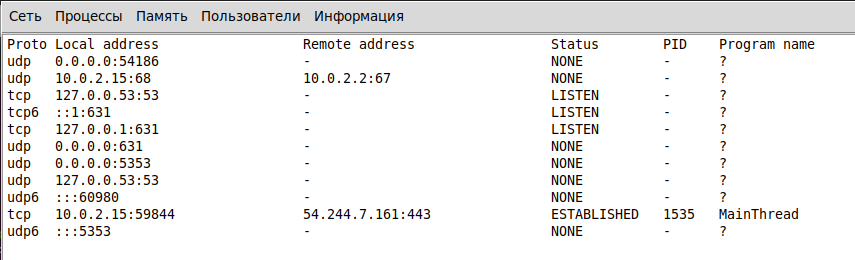 Сеть Процессы Память Пользователи Информация
Proto Local address Remote address Status PID Program name
udp 0.0.0.0:54186 - NONE - ?
udp 10.0.2.15:68 10.0.2.2:67 NONE - ?
tcp 127.0.0.53:53 - LISTEN - ?
tcp6 ::1:631 - LISTEN - ?
tcp 127.0.0.1:631 - LISTEN - ?
udp 0.0.0.0:631 - NONE - ?
udp 0.0.0.0:5353 - NONE - ?
udp 127.0.0.53:53 - NONE - ?
udp6 :::60980 - NONE - ?
tcp 10.0.2.15:59844 54.244.7.161:443 ESTABLISHED 1535 MainThread
udp6 :::5353 - NONE - ?